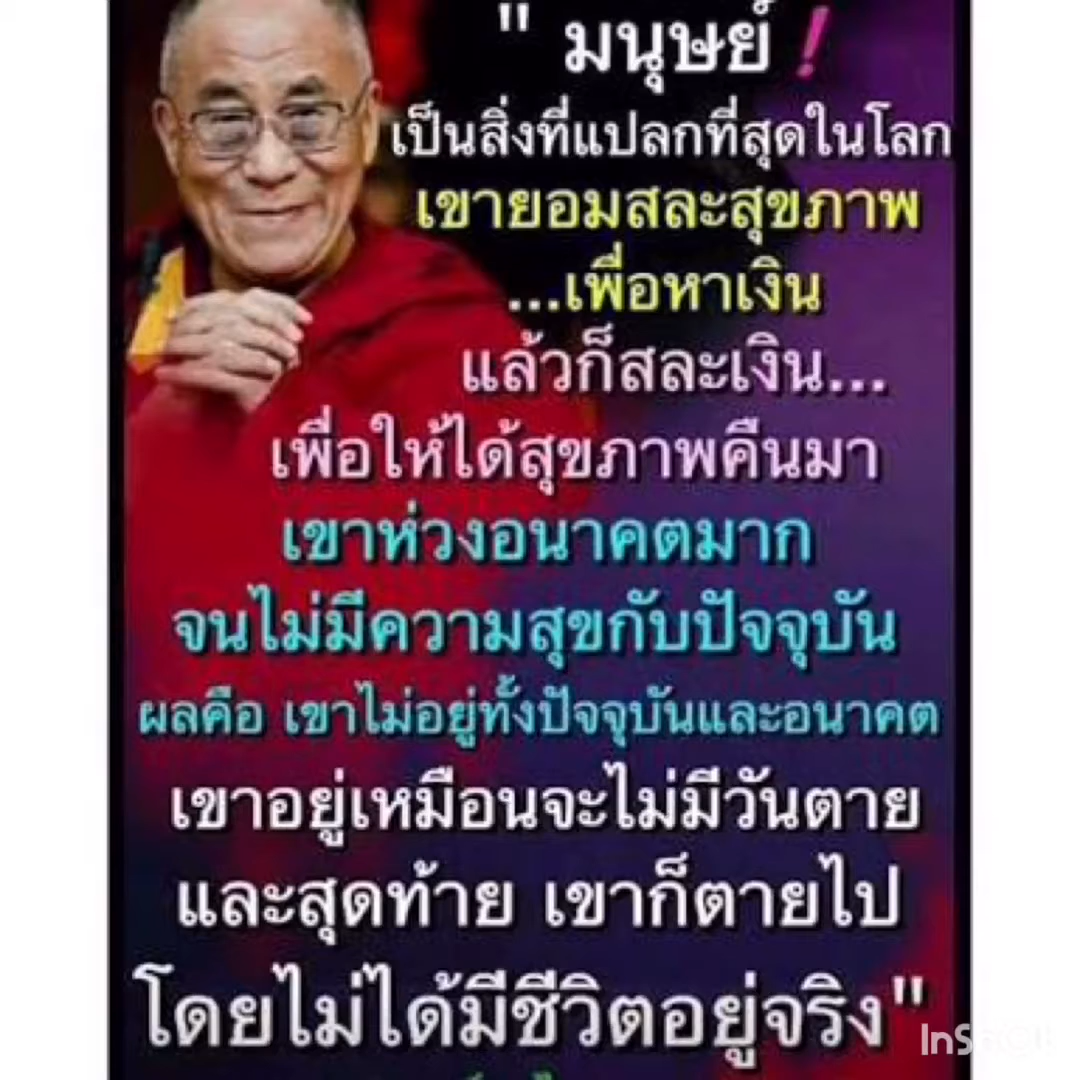 " มนุษย์!
เป็นสิ่งที่แปลกที่สุดในโลก
เขายอมสละสุขภาพ
...เพื่อหาเงิน
แล้วก็สละเงิน...
เพื่อให้ได้สุขภาพคืนมา
เขาห่วงอนาคตมาก
จนไม่มีความสุขกับปัจจุบัน
ผลคือ เขาไม่อยู่ทั้งปัจจุบันและอนาคต
เขาอยู่เหมือนจะไม่มีวันตาย
และสุดท้าย เขาก็ตายไป
โดยไม่ได้มีชีวิตอยู่จริง"